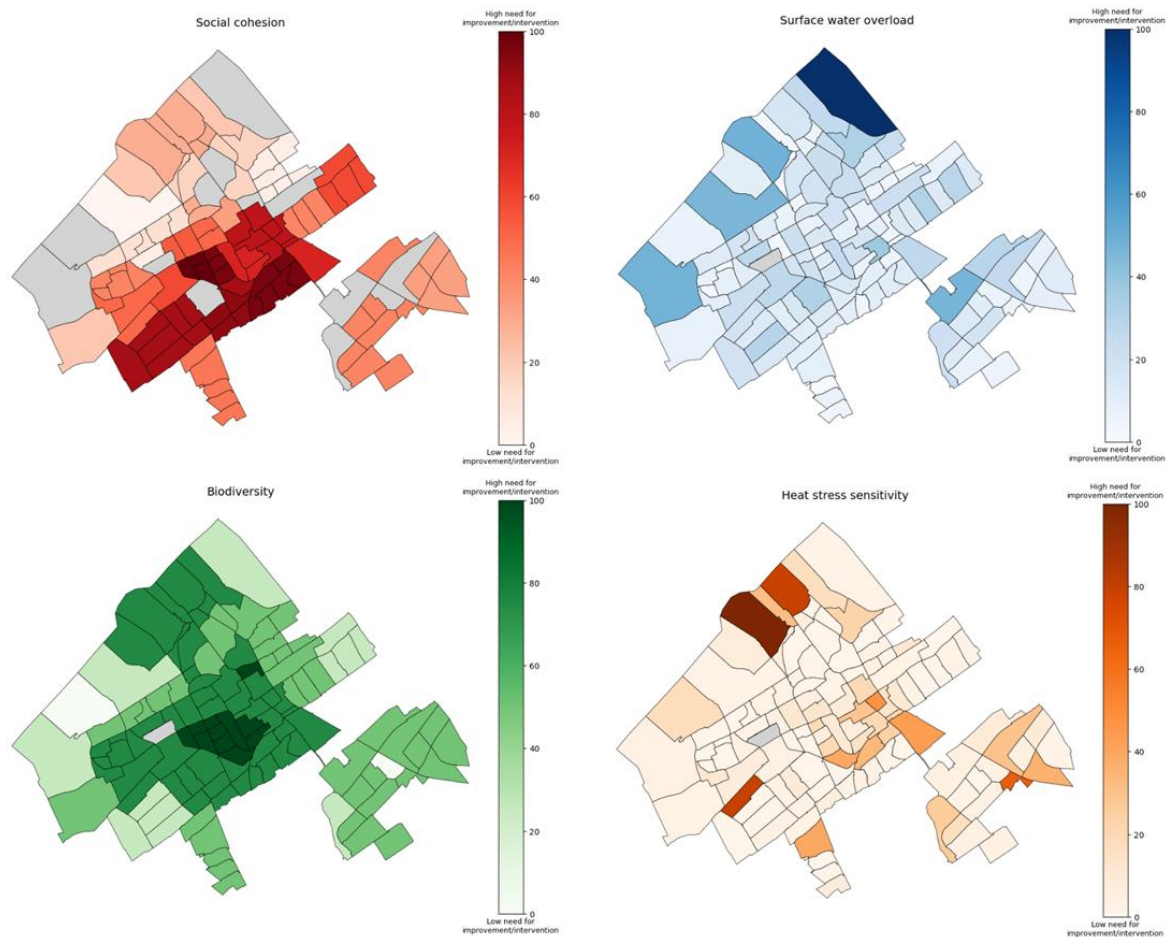 Social cohesion
High need for
improvement/intervention
100
80
60
40
20
0
Low need for
improvement/intervention
Surface water overload
High need for
improvement/intervention
100
80
60
40
20
0
Low need for
improvement/intervention
Biodiversity
High need for
improvement/intervention
100
80
60
40
20
0
Low need for
improvement/intervention
Heat stress sensitivity
High need for
improvement/intervention
100
80
60
40
20
0
Low need for
improvement/intervention